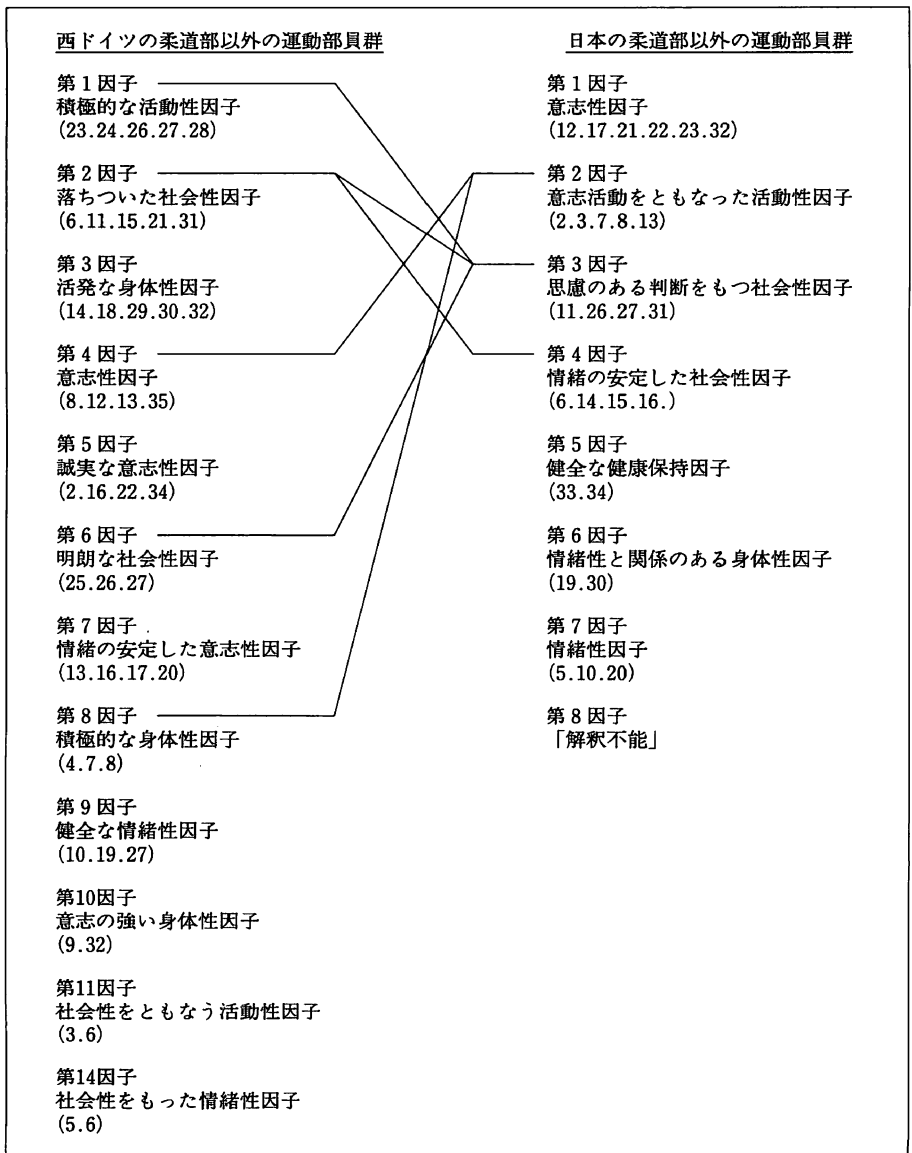 西ドイツの柔道部以外の運動部員群
第1因子
積極的な活動性因子
(23.24.26.27.28)
第2因子
落ちついた社会性因子
(6.11.15.21.31)
第3因子
活発な身体性因子
(14.18.29.30.32)
第4因子
意志性因子
(8.12.13.35)
第5因子
誠実な意志性因子
(2.16.22.34)
第6因子
明朗な社会性因子
(25.26.27)
第7因子
情緒の安定した意志性因子
(13.16.17.20)
第8因子
積極的な身体性因子
(4.7.8)
第9因子
健全な情緒性因子
(10.19.27)
第10因子
意志の強い身体性因子
(9.32)
第11因子
社会性をともなう活動性因子
(3.6)
第14因子
社会性をもった情緒性因子
(5.6)
日本の柔道部以外の運動部員群
第1因子
意志性因子
(12.17.21.22.23.32)
第2因子
意志活動をともなった活動性因子
(2.3.7.8.13)
第3因子
思慮のある判断をもつ社会性因子
(11.26.27.31)
第4因子
情緒の安定した社会性因子
(6.14.15.16.)
第5因子
健全な健康保持因子
(33.34)
第6因子
情緒性と関係のある身体性因子
(19.30)
第7因子
情緒性因子
(5.10.20)
第8因子
「解釈不能」